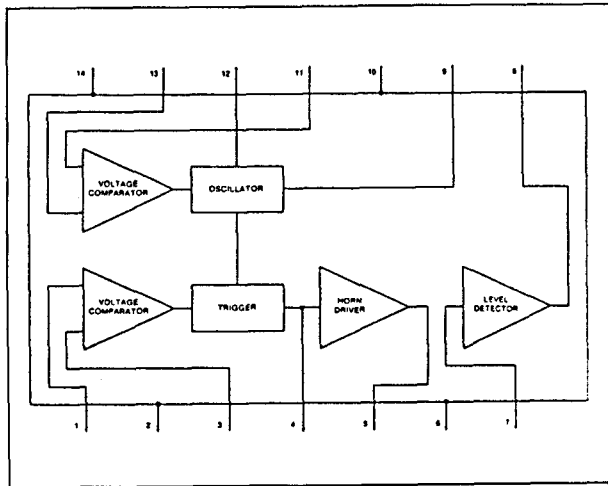 14 13 12 11 10 9 8
VOLTAGE
COMPARATOR
OSCILLATOR
VOLTAGE
COMPARATOR
TRIGGER
HORN
DRIVER
LEVEL
DETECTOR
1 2 3 4 5 6 7